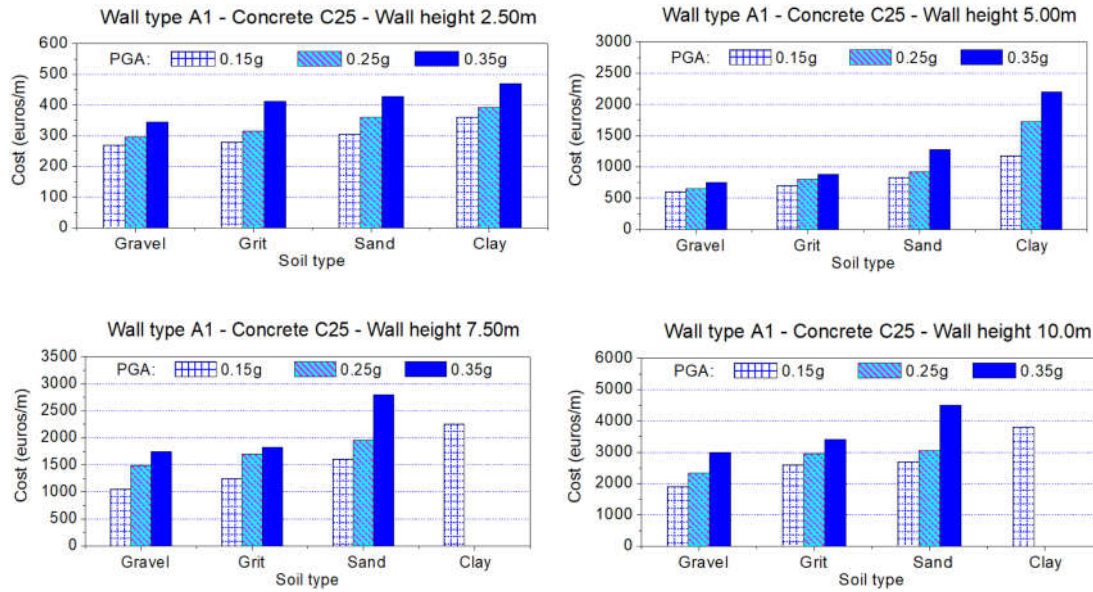 Wall type A1 - Concrete C25 - Wall height 2.50m
PGA: 0.15g 0.25g 0.35g
Cost (euros/m)
600
500
400
300
200
100
0
Gravel Grit Sand Clay
Soil type
Wall type A1 - Concrete C25 - Wall height 5.00m
PGA: 0.15g 0.25g 0.35g
Cost (euros/m)
3000
2500
2000
1500
1000
500
0
Gravel Grit Sand Clay
Soil type
Wall type A1 - Concrete C25 - Wall height 7.50m
PGA: 0.15g 0.25g 0.35g
Cost (euros/m)
3500
3000
2500
2000
1500
1000
500
0
Gravel Grit Sand Clay
Soil type
Wall type A1 - Concrete C25 - Wall height 10.0m
PGA: 0.15g 0.25g 0.35g
Cost (euros/m)
6000
5000
4000
3000
2000
1000
0
Gravel Grit Sand Clay
Soil type